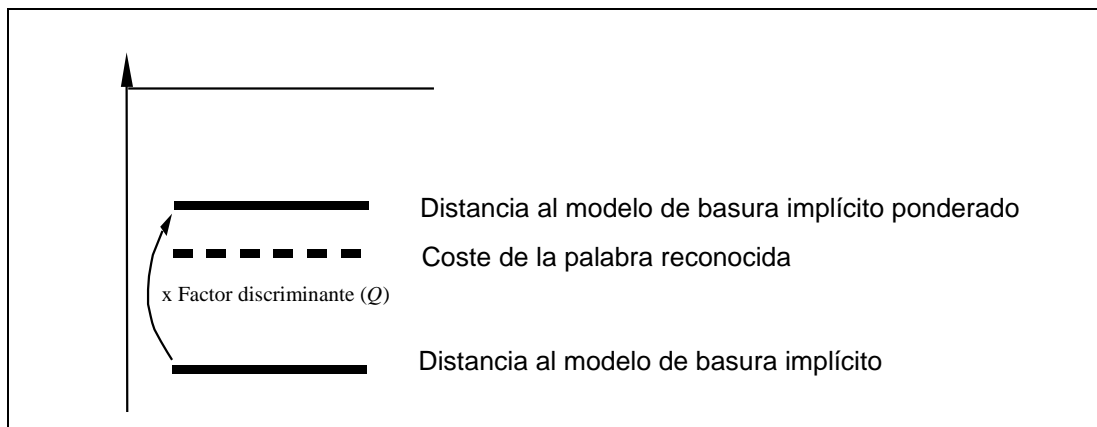 Distancia al modelo de basura implícito ponderado
Coste de la palabra reconocida
x Factor discriminante (Q)
Distancia al modelo de basura implícito